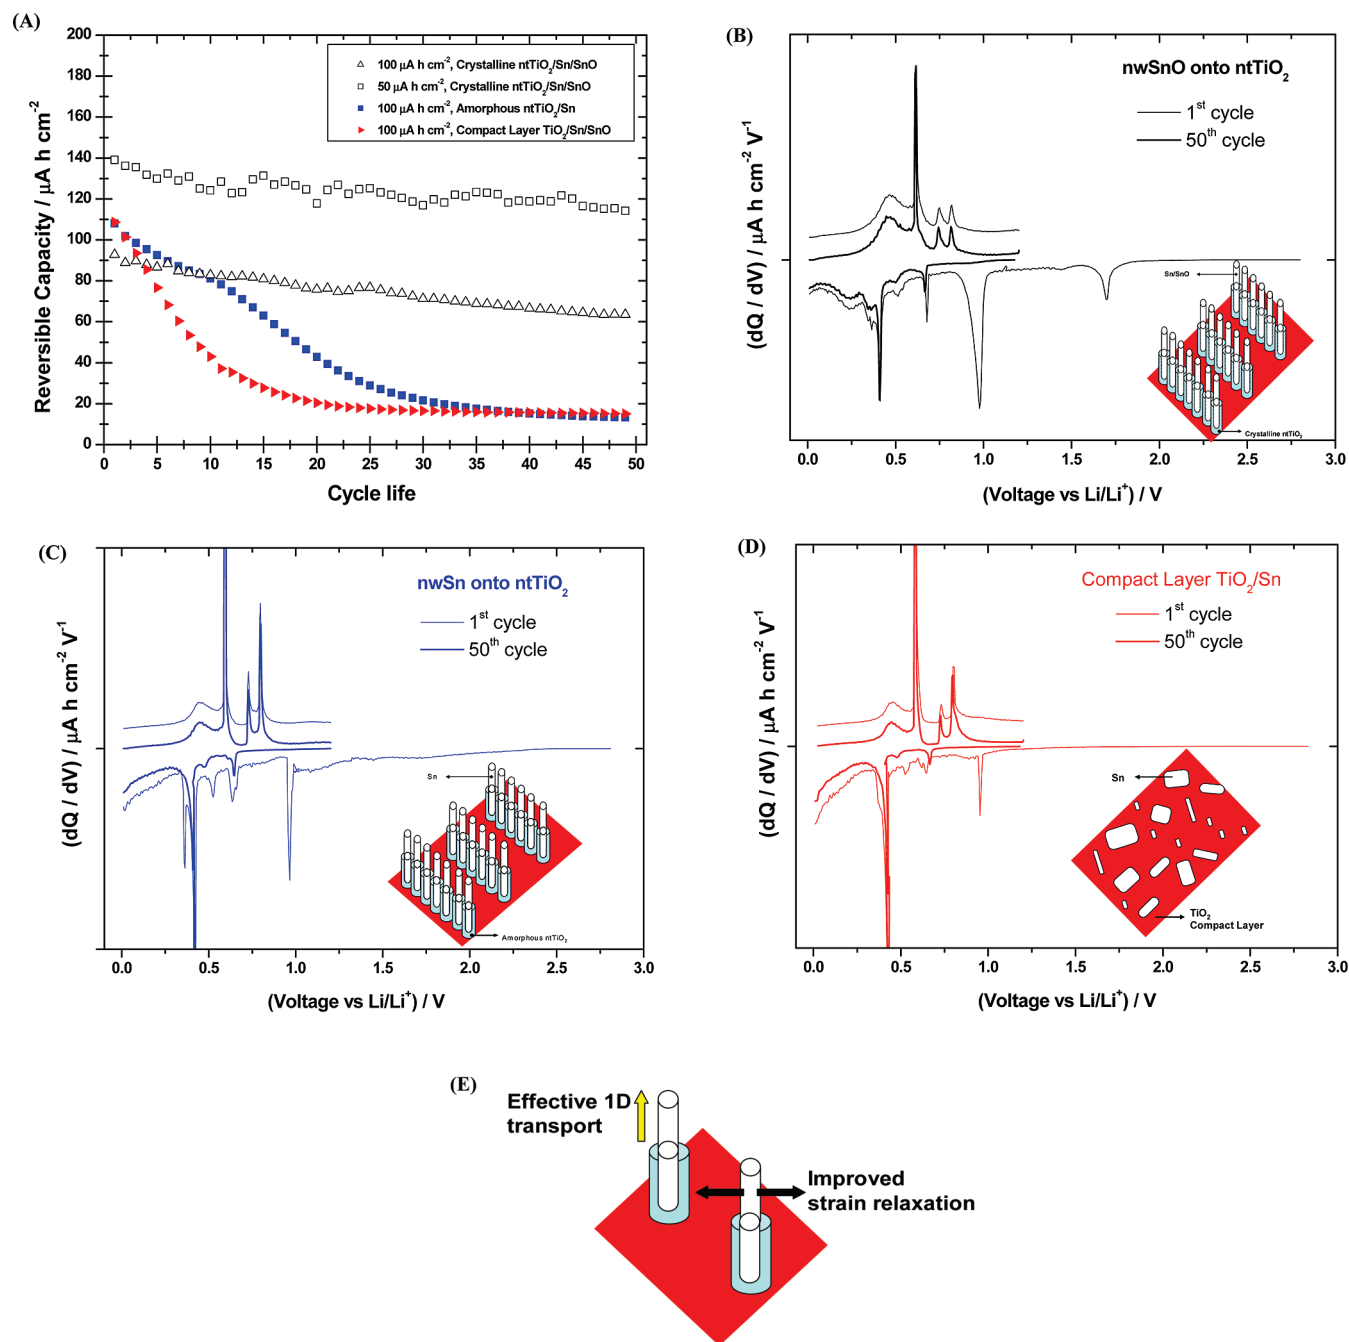 (A)
200
180
160
140
120
100
80
60
40
20
0
Reversible Capacity / μA h cm⁻²
100 μA h cm⁻², Crystalline ntTiO₂/Sn/SnO
50 μA h cm⁻², Crystalline ntTiO₂/Sn/SnO
100 μA h cm⁻², Amorphous ntTiO₂/Sn
100 μA h cm⁻², Compact Layer TiO₂/Sn/SnO
0 5 10 15 20 25 30 35 40 45 50
Cycle life
(B)
(dQ / dV) / μA h cm⁻² V⁻¹
nwSnO onto ntTiO₂
1st cycle
50th cycle
Sn/SnO
Crystalline ntTiO₂
0.0 0.5 1.0 1.5 2.0 2.5 3.0
(Voltage vs Li/Li⁺) / V
(C)
(dQ / dV) / μA h cm⁻² V⁻¹
nwSn onto ntTiO₂
1st cycle
50th cycle
Sn
Amorphous ntTiO₂
0.0 0.5 1.0 1.5 2.0 2.5 3.0
(Voltage vs Li/Li⁺) / V
(D)
(dQ / dV) / μA h cm⁻² V⁻¹
Compact Layer TiO₂/Sn
1st cycle
50th cycle
Sn
TiO₂
Compact Layer
0.0 0.5 1.0 1.5 2.0 2.5 3.0
(Voltage vs Li/Li⁺) / V
(E)
Effective 1D
transport
Improved
strain relaxation